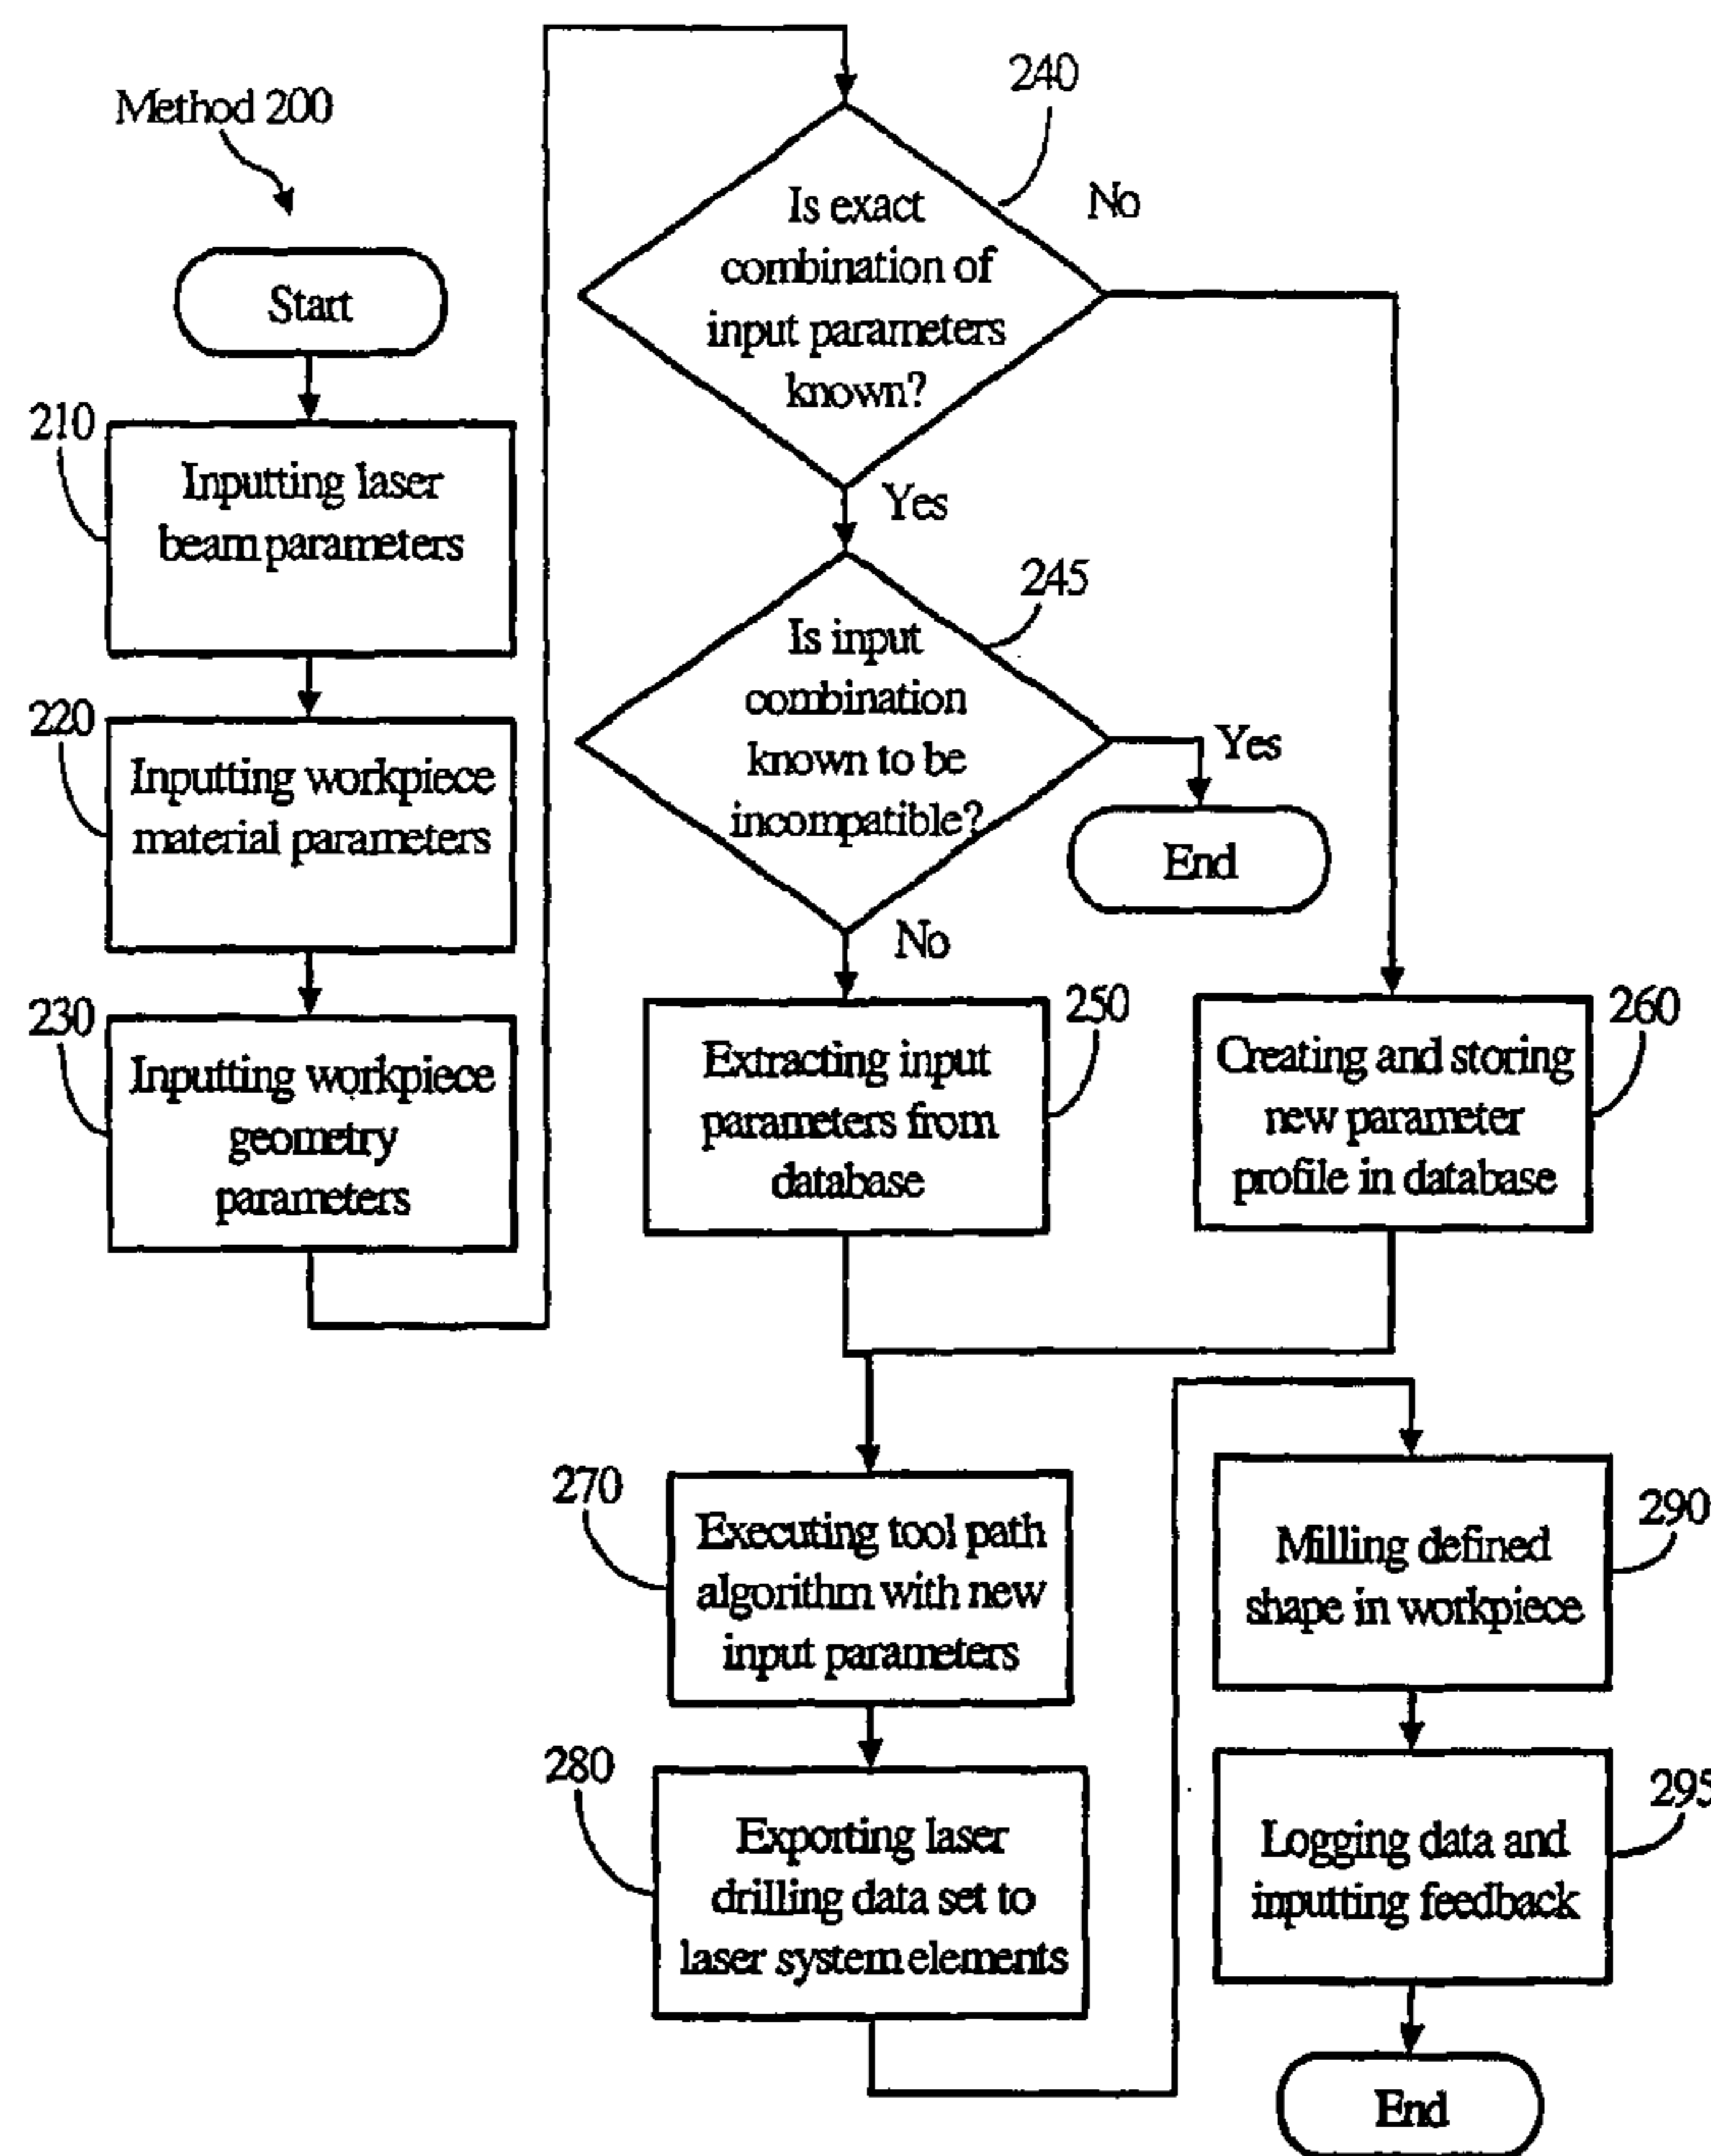 Method 200
Start
210
Inputting laser
beam parameters
220
Inputting workpiece
material parameters
230
Inputting workpiece
geometry
parameters
240
Is exact
combination of
input parameters
known?
No
Yes
245
Is input
combination
known to be
incompatible?
Yes
End
No
250
Extracting input
parameters from
database
260
Creating and storing
new parameter
profile in database
270
Executing tool path
algorithm with new
input parameters
280
Exporting laser
drilling data set to
laser system elements
290
Milling defined
shape in workpiece
295
Logging data and
inputting feedback
End